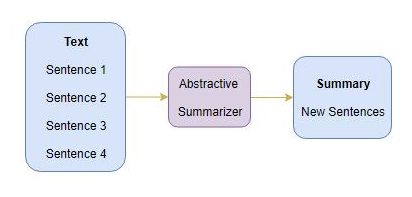 Text
Sentence 1
Sentence 2
Sentence 3
Sentence 4
Abstractive
Summarizer
Summary
New Sentences